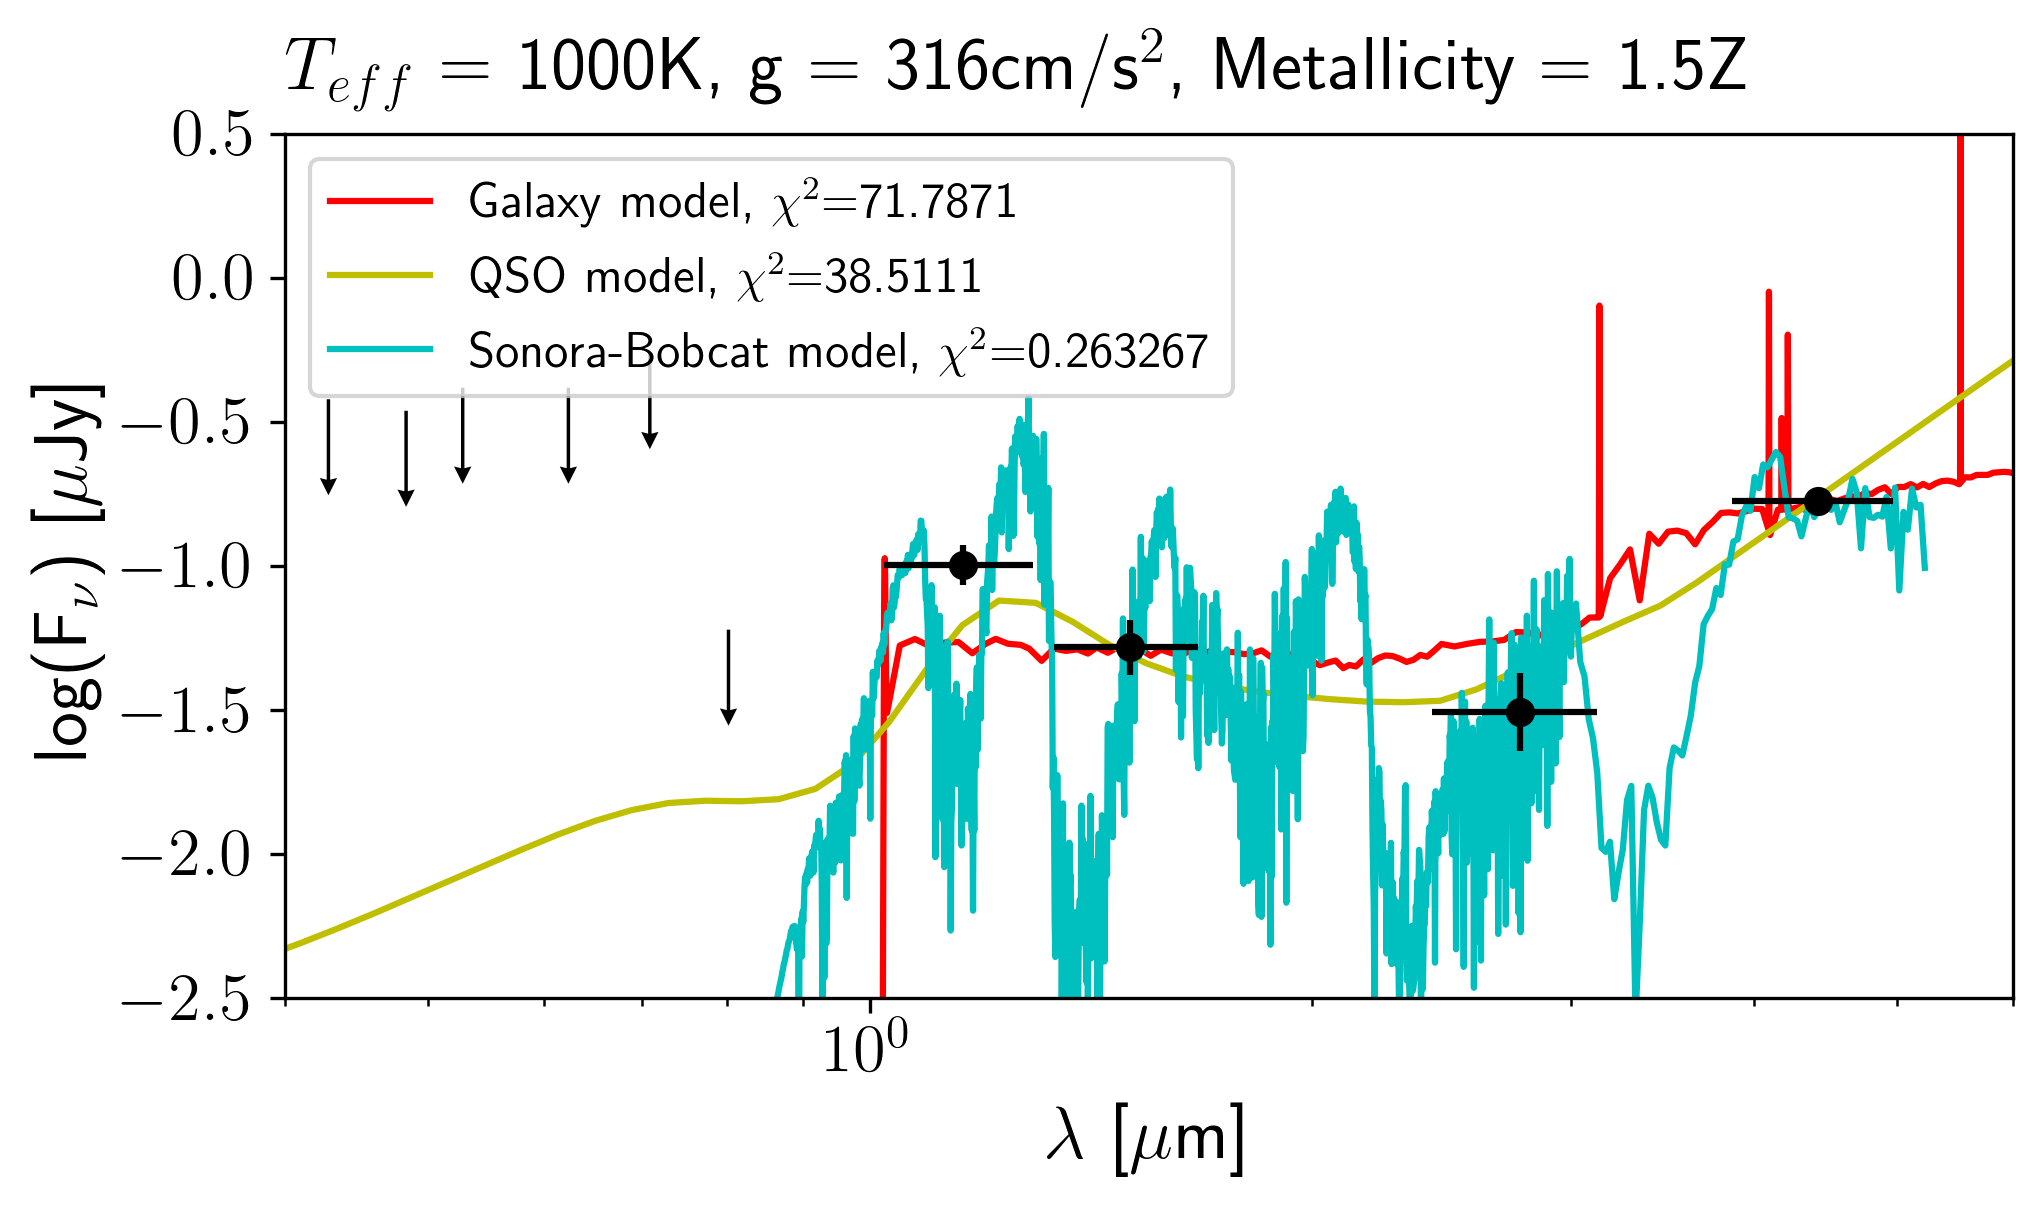 T_eff = 1000K, g = 316cm/s², Metallicity = 1.5Z
0.5
0.0
−0.5
−1.0
−1.5
−2.0
−2.5
log(F_ν) [μJy]
Galaxy model, χ²=71.7871
QSO model, χ²=38.5111
Sonora-Bobcat model, χ²=0.263267
10⁰
λ [μm]